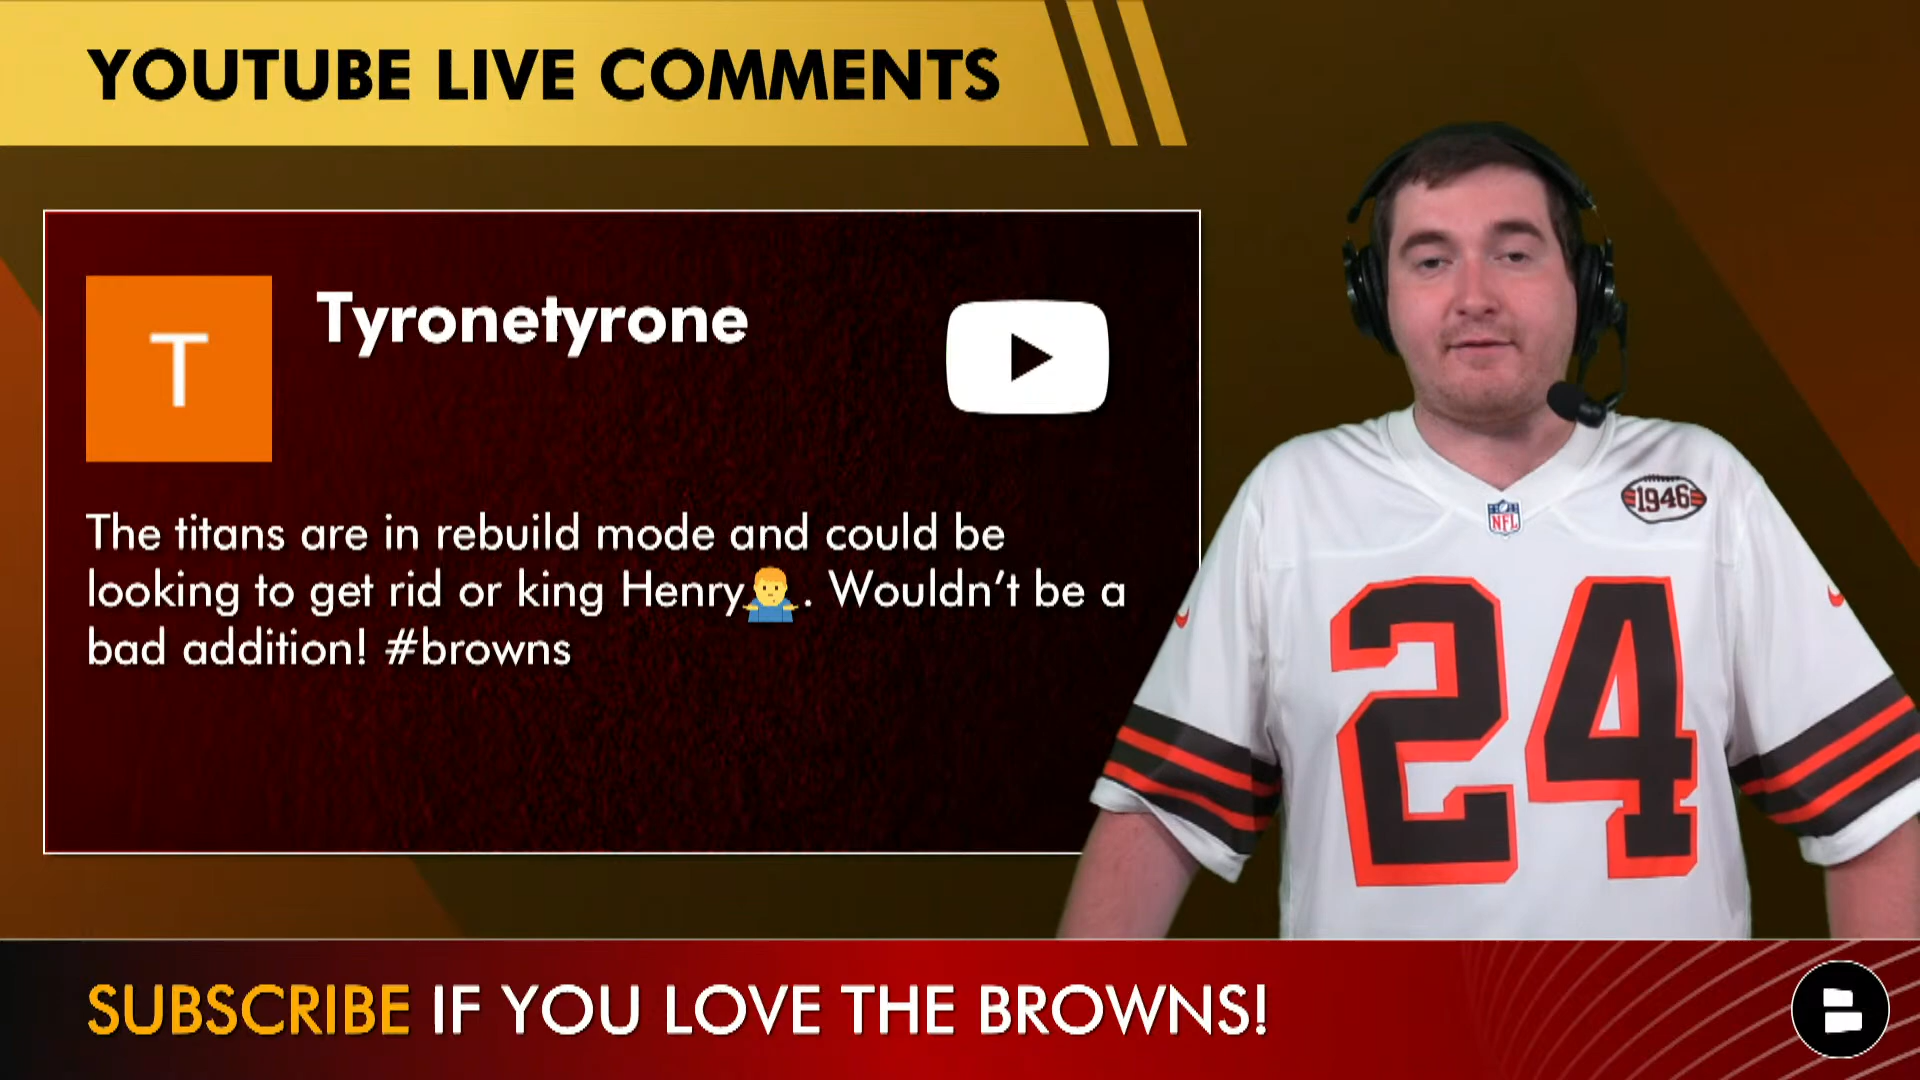 YOUTUBE LIVE COMMENTS
T
Tyronetyrone
The titans are in rebuild mode and could be
looking to get rid or king Henry🤷‍♂️. Wouldn't be a
bad addition! #browns
1946
NFL
24
SUBSCRIBE IF YOU LOVE THE BROWNS!